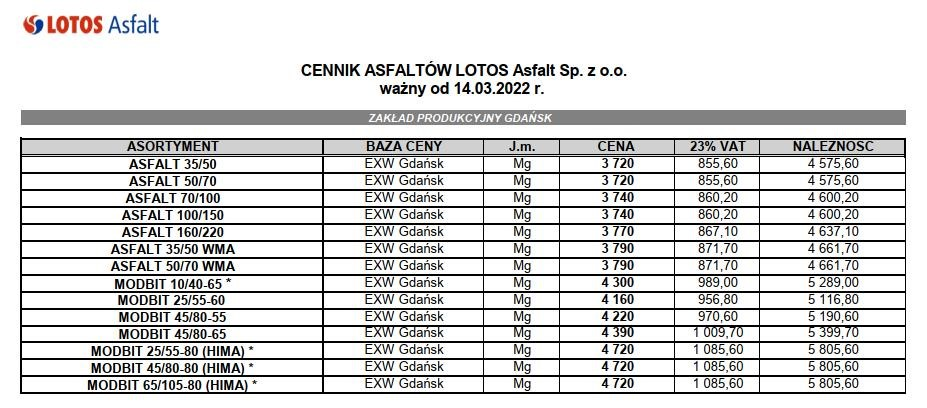 LOTOS Asfalt
CENNIK ASFALTÓW LOTOS Asfalt Sp. z o.o.
ważny od 14.03.2022 r.
ZAKŁAD PRODUKCYJNY GDAŃSK
ASORTYMENT BAZA CENY J.m. CENA 23% VAT NALEZNOSC
ASFALT 35/50 EXW Gdańsk Mg 3 720 855,60 4 575,60
ASFALT 50/70 EXW Gdańsk Mg 3 720 855,60 4 575,60
ASFALT 70/100 EXW Gdańsk Mg 3 740 860,20 4 600,20
ASFALT 100/150 EXW Gdańsk Mg 3 740 860,20 4 600,20
ASFALT 160/220 EXW Gdańsk Mg 3 770 867,10 4 637,10
ASFALT 35/50 WMA EXW Gdańsk Mg 3 790 871,70 4 661,70
ASFALT 50/70 WMA EXW Gdańsk Mg 3 790 871,70 4 661,70
MODBIT 10/40-65 * EXW Gdańsk Mg 4 300 989,00 5 289,00
MODBIT 25/55-60 EXW Gdańsk Mg 4 160 956,80 5 116,80
MODBIT 45/80-55 EXW Gdańsk Mg 4 220 970,60 5 190,60
MODBIT 45/80-65 EXW Gdańsk Mg 4 390 1 009,70 5 399,70
MODBIT 25/55-80 (HIMA) * EXW Gdańsk Mg 4 720 1 085,60 5 805,60
MODBIT 45/80-80 (HIMA) * EXW Gdańsk Mg 4 720 1 085,60 5 805,60
MODBIT 65/105-80 (HIMA) * EXW Gdańsk Mg 4 720 1 085,60 5 805,60